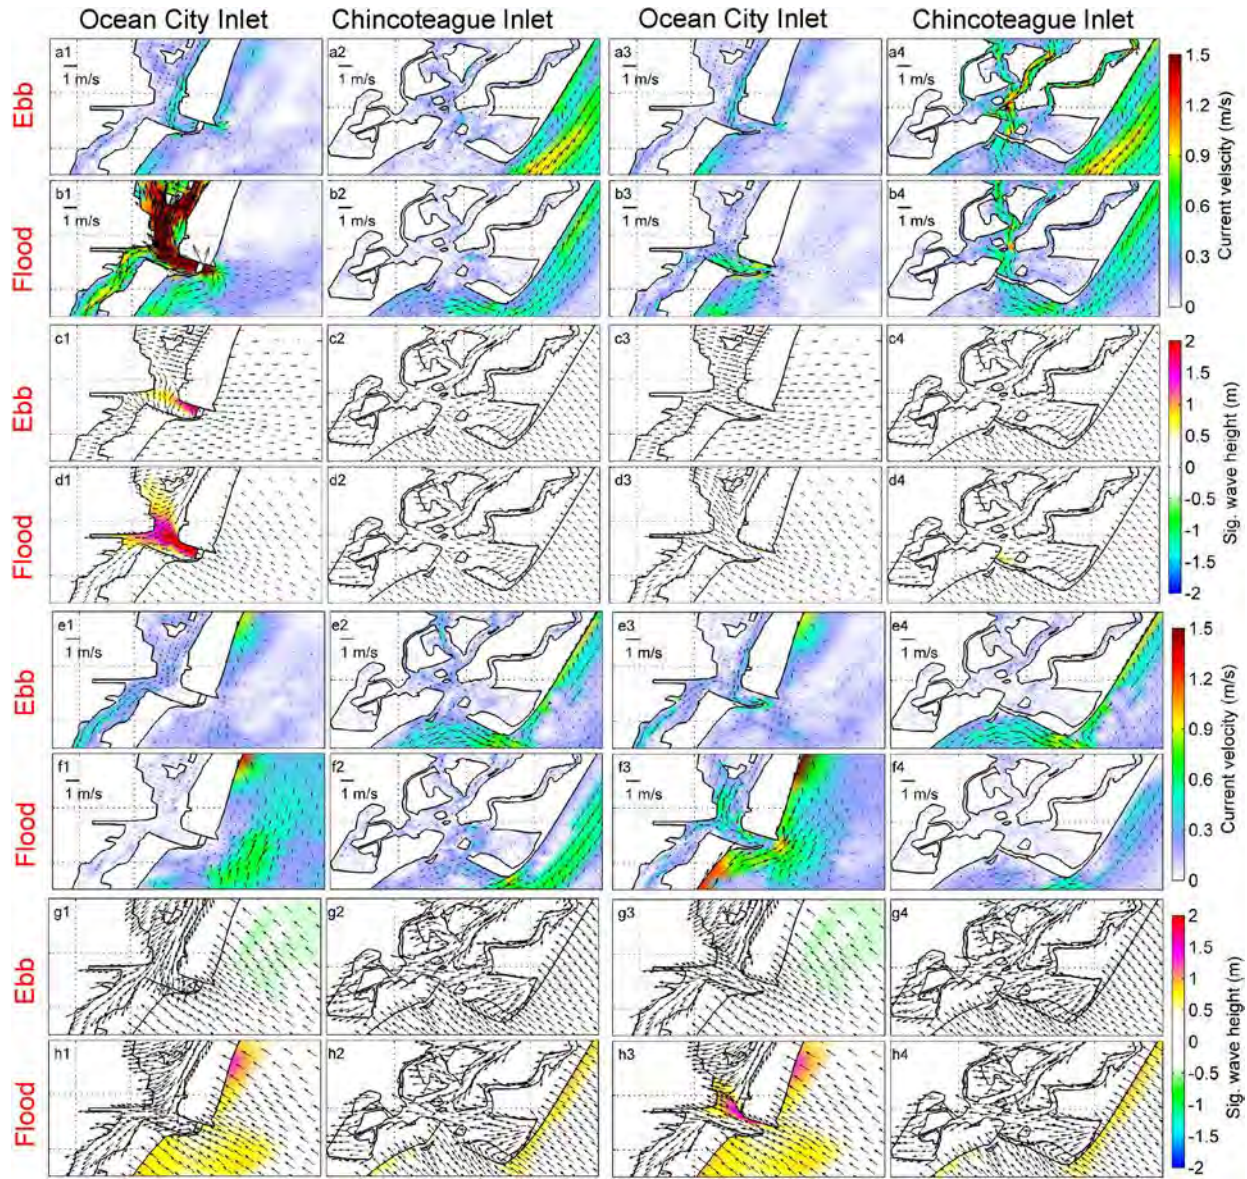 Ocean City Inlet Chincoteague Inlet Ocean City Inlet Chincoteague Inlet
Ebb
a1 a2 a3 a4
1 m/s 1 m/s 1 m/s 1 m/s
Flood
b1 b2 b3 b4
1 m/s 1 m/s 1 m/s 1 m/s
1.5
1.2
0.9
0.6
0.3
0
Current velscity (m/s)
Ebb
c1 c2 c3 c4
Flood
d1 d2 d3 d4
2
1.5
1
0.5
0
-0.5
-1
-1.5
-2
Sig. wave height (m)
Ebb
e1 e2 e3 e4
1 m/s 1 m/s 1 m/s 1 m/s
Flood
f1 f2 f3 f4
1 m/s 1 m/s 1 m/s 1 m/s
1.5
1.2
0.9
0.6
0.3
0
Current velocity (m/s)
Ebb
g1 g2 g3 g4
Flood
h1 h2 h3 h4
2
1.5
1
0.5
0
-0.5
-1
-1.5
-2
Sig. wave height (m)